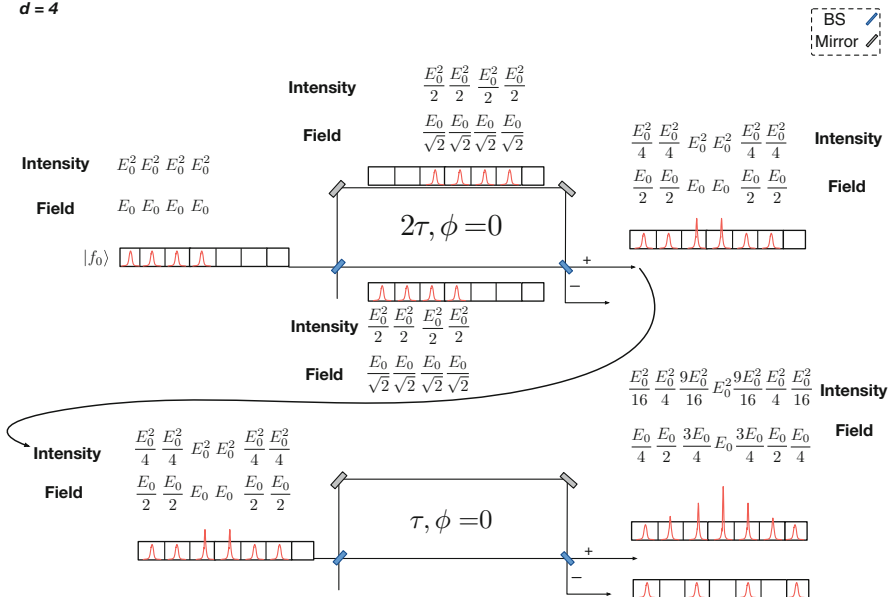 d = 4
BS
Mirror
Intensity E_0^2/2 E_0^2/2 E_0^2/2 E_0^2/2
Field E_0/√2 E_0/√2 E_0/√2 E_0/√2
E_0^2/4 E_0^2/4 E_0^2 E_0^2 E_0^2/4 E_0^2/4 Intensity
E_0/2 E_0/2 E_0 E_0 E_0/2 E_0/2 Field
Intensity E_0^2 E_0^2 E_0^2 E_0^2
Field E_0 E_0 E_0 E_0
|f_0⟩
2τ, ϕ =0
+
−
Intensity E_0^2/2 E_0^2/2 E_0^2/2 E_0^2/2
Field E_0/√2 E_0/√2 E_0/√2 E_0/√2
E_0^2/16 E_0^2/4 9E_0^2/16 E_0^2 9E_0^2/16 E_0^2/4 E_0^2/16 Intensity
E_0/4 E_0/2 3E_0/4 E_0 3E_0/4 E_0/2 E_0/4 Field
Intensity E_0^2/4 E_0^2/4 E_0^2 E_0^2 E_0^2/4 E_0^2/4
Field E_0/2 E_0/2 E_0 E_0 E_0/2 E_0/2
τ, ϕ =0
+
−